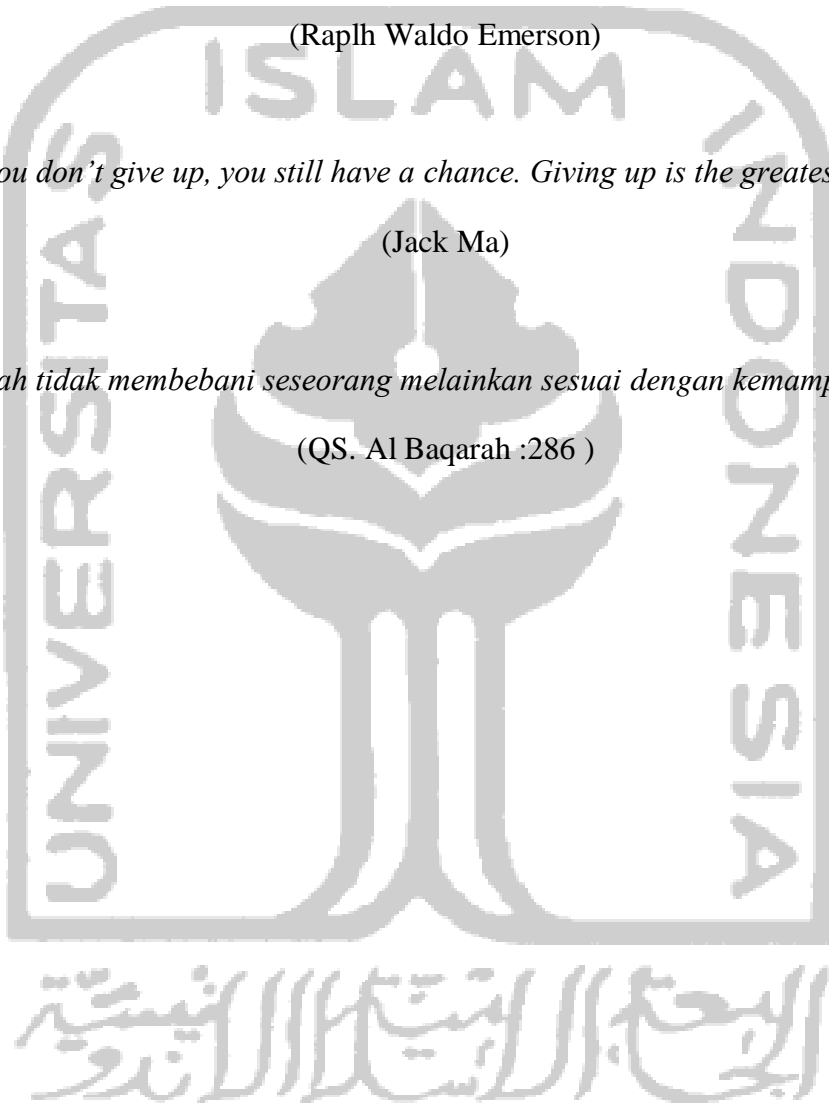 (Raplh Waldo Emerson)
ou don’t give up, you still have a chance. Giving up is the greates
(Jack Ma)
ah tidak membebani seseorang melainkan sesuai dengan kemamp
(QS. Al Baqarah :286 )
UNIVERSITAS
ISLAM
INDONESIA